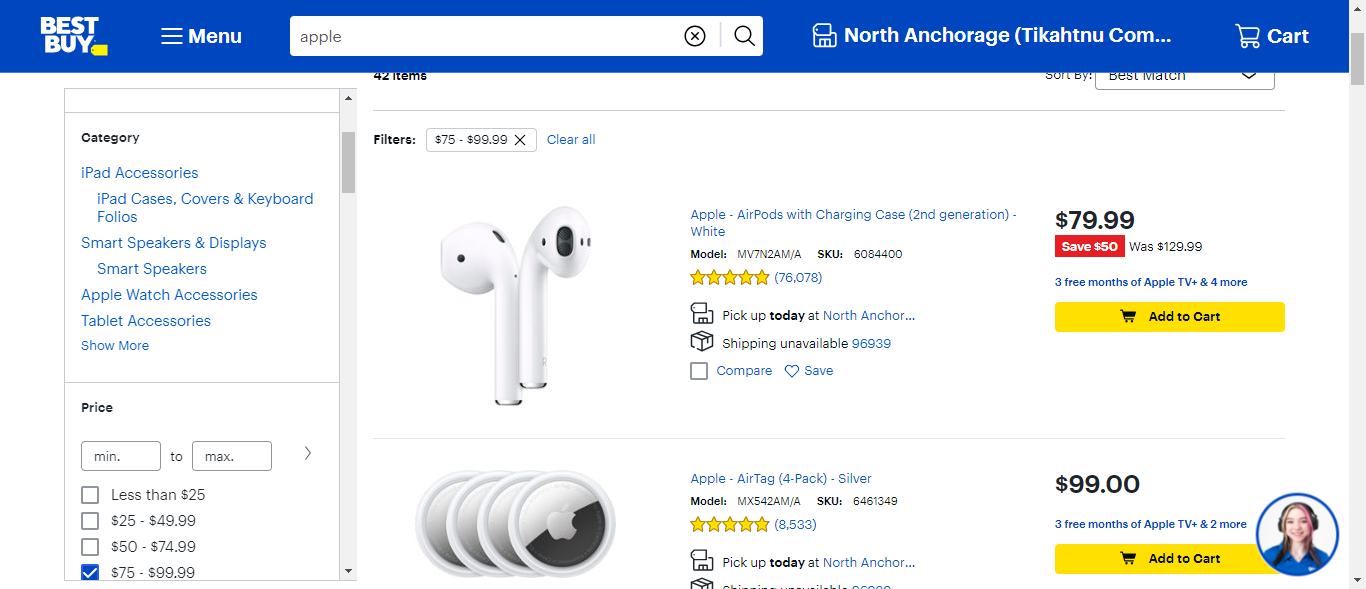 BEST
BUY
Menu
apple
North Anchorage (Tikahtnu Com...
Cart
42 items
Sort By:
Best Match
Category
iPad Accessories
iPad Cases, Covers & Keyboard
Folios
Smart Speakers & Displays
Smart Speakers
Apple Watch Accessories
Tablet Accessories
Show More
Price
min.
to
max.
Less than $25
$25 - $49.99
$50 - $74.99
$75 - $99.99
Filters:
$75 - $99.99
Clear all
Apple - AirPods with Charging Case (2nd generation) -
White
Model: MV7N2AM/A SKU: 6084400
(76,078)
Pick up today at North Anchor...
Shipping unavailable 96939
Compare
Save
$79.99
Save $50 Was $129.99
3 free months of Apple TV+ & 4 more
Add to Cart
Apple - AirTag (4-Pack) - Silver
Model: MX542AM/A SKU: 6461349
(8,533)
Pick up today at North Anchor...
Shipping unavailable 96939
$99.00
3 free months of Apple TV+ & 2 more
Add to Cart